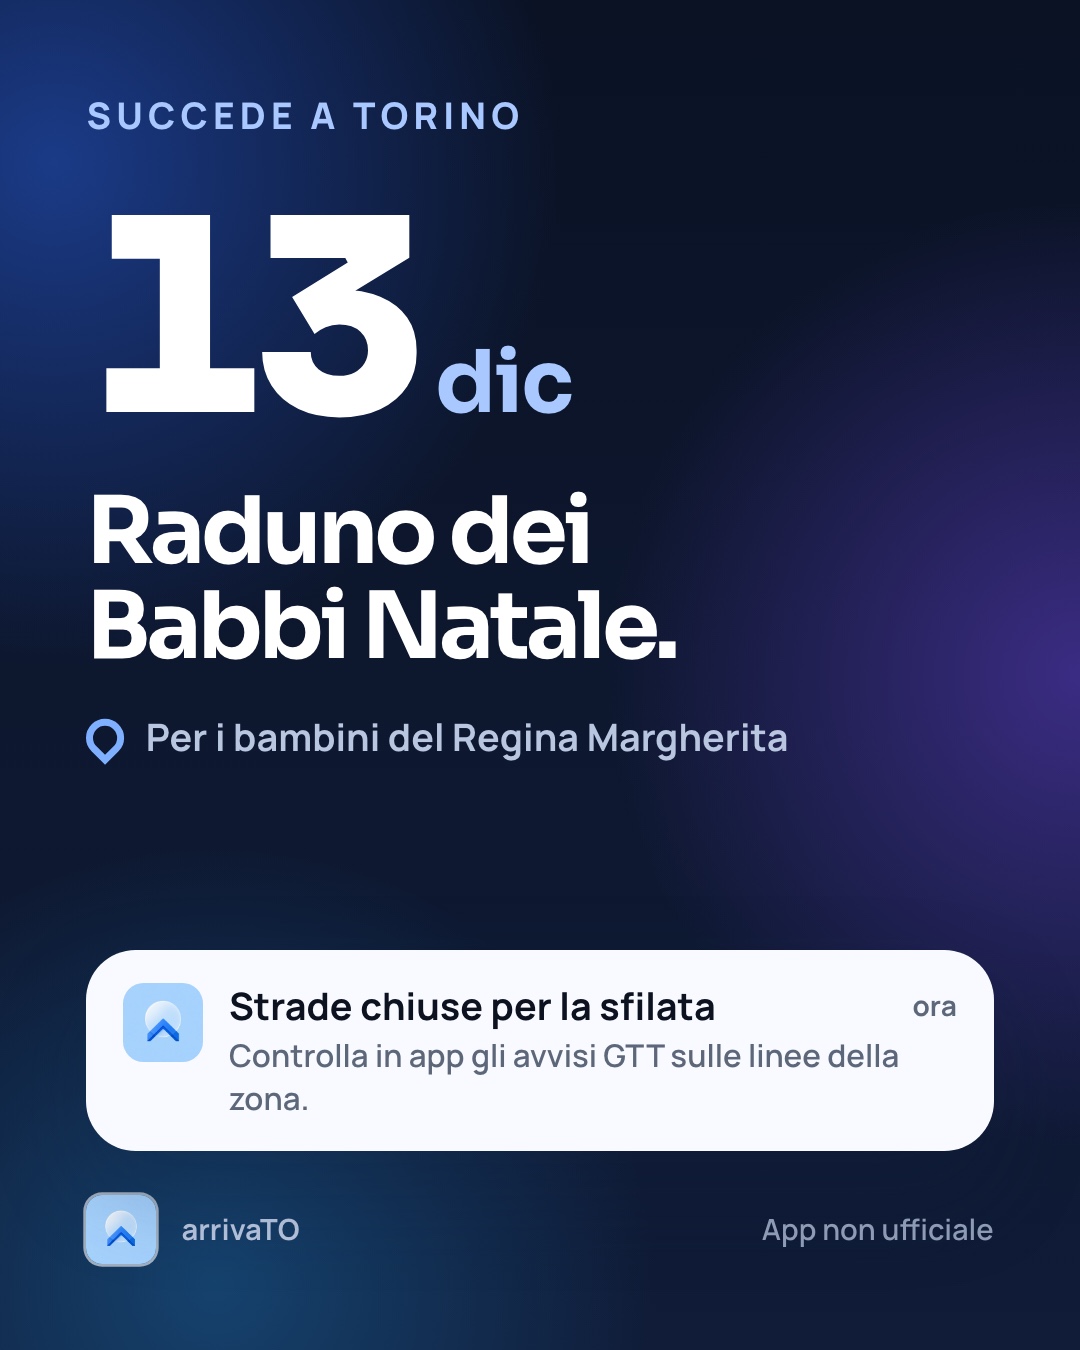 SUCCEDE A TORINO
13 dic
Raduno dei
Babbi Natale.
Per i bambini del Regina Margherita
Strade chiuse per la sfilata
ora
Controlla in app gli avvisi GTT sulle linee della
zona.
arrivaTO
App non ufficiale